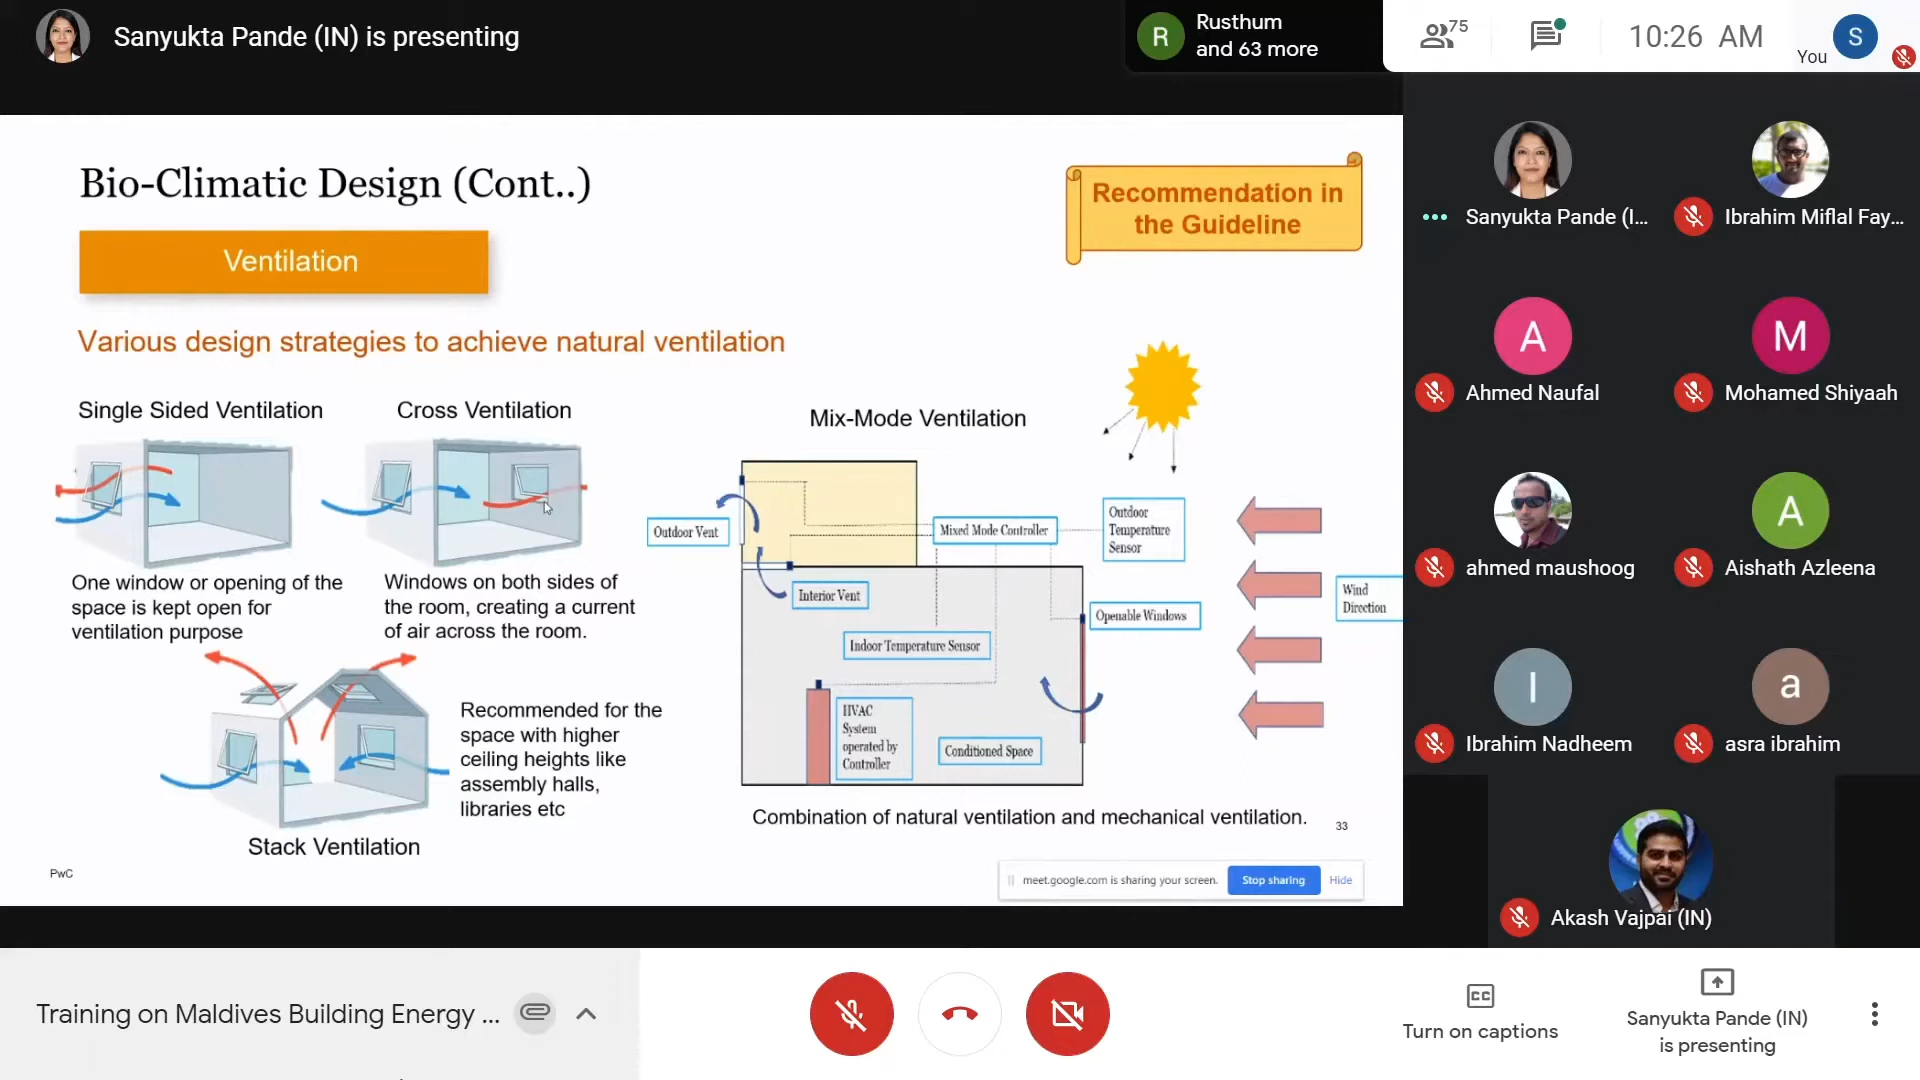 Sanyukta Pande (IN) is presenting
R
Rusthum
and 63 more
75
10:26 AM
You
S
Bio-Climatic Design (Cont..)
Recommendation in
the Guideline
Ventilation
Various design strategies to achieve natural ventilation
Single Sided Ventilation
Cross Ventilation
Mix-Mode Ventilation
Outdoor Vent
Mixed Mode Controller
Outdoor
Temperature
Sensor
Interior Vent
Openable Windows
Wind
Direction
Indoor Temperature Sensor
HVAC
System
operated by
Controller
Conditioned Space
One window or opening of the
space is kept open for
ventilation purpose
Windows on both sides of
the room, creating a current
of air across the room.
Recommended for the
space with higher
ceiling heights like
assembly halls,
libraries etc
Stack Ventilation
Combination of natural ventilation and mechanical ventilation.
33
PwC
meet.google.com is sharing your screen.
Stop sharing
Hide
Sanyukta Pande (I...
Ibrahim Miflal Fay...
A
Ahmed Naufal
M
Mohamed Shiyaah
ahmed maushoog
A
Aishath Azleena
I
Ibrahim Nadheem
a
asra ibrahim
Akash Vajpai (IN)
Training on Maldives Building Energy ...
CC
Turn on captions
Sanyukta Pande (IN)
is presenting